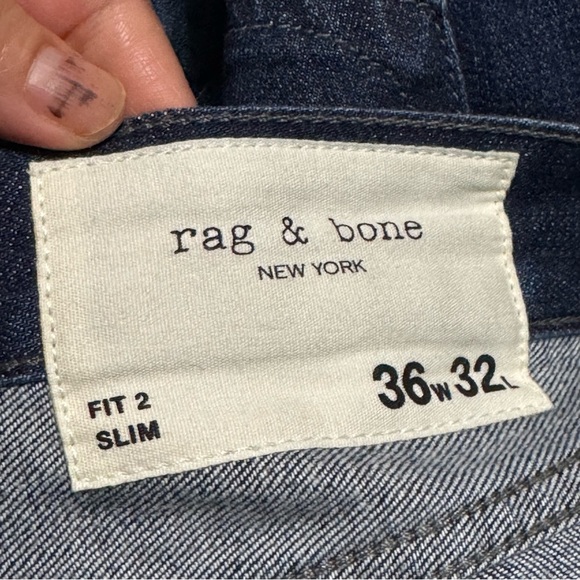 rag & bone
NEW YORK
36W32L
FIT 2
SLIM